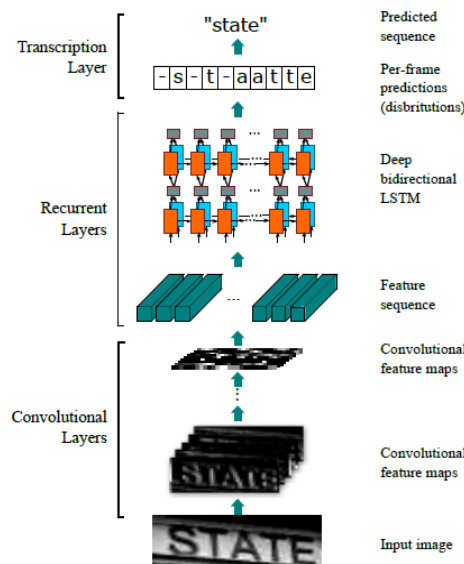 "state"
Predicted
sequence
Transcription
Layer
-s-t-aatte
Per-frame
predictions
(disbritutions)
...
Deep
bidirectional
LSTM
Recurrent
Layers
...
Feature
sequence
Convolutional
feature maps
Convolutional
Layers
STATE
Convolutional
feature maps
STATE
Input image